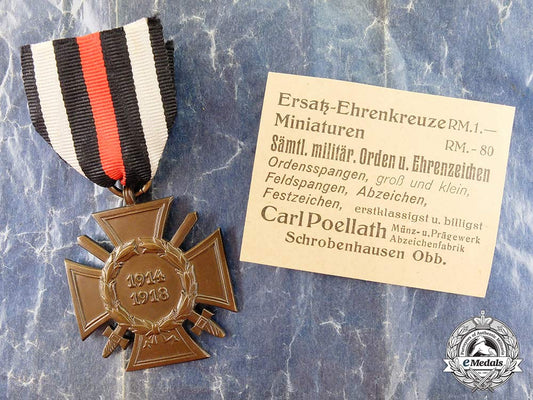 1914
1918
Ersatz-Ehrenkreuze RM.1.—
Miniaturen RM.-80
Sämtl. militär. Orden u. Ehrenzeichen
Ordensspangen, groß und klein,
Feldspangen, Abzeichen,
Festzeichen, erstklassigst u. billigst
Carl Poellath Münz- u. Prägewerk
Abzeichenfabrik
Schrobenhausen Obb.
eMedals